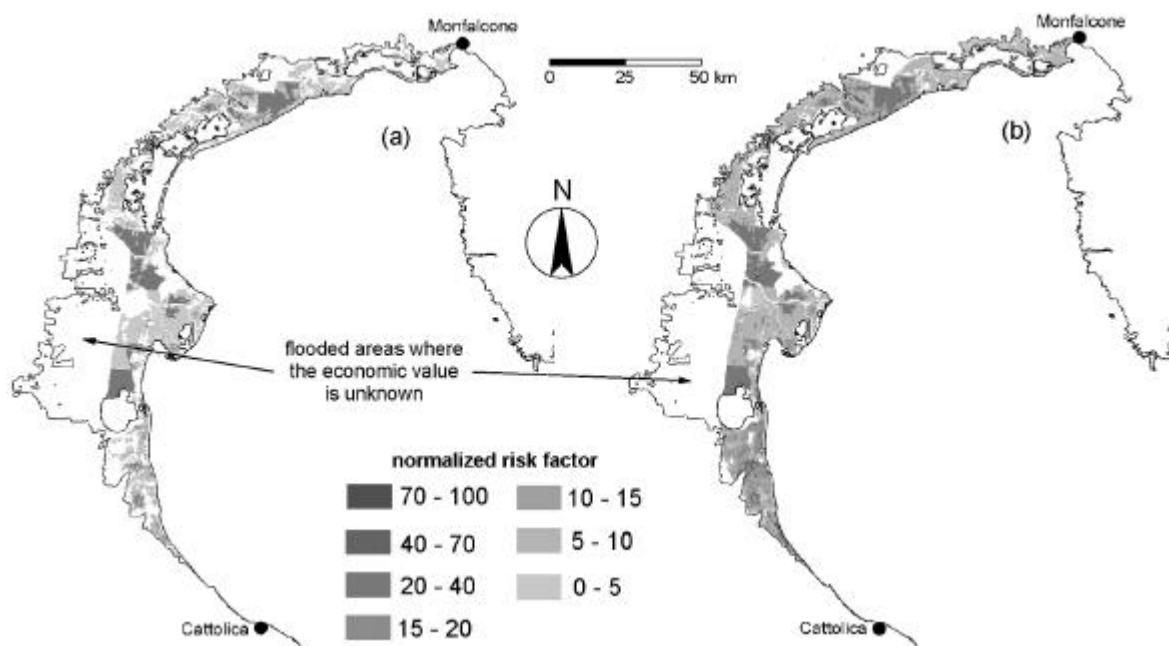 Monfalcone
Monfalcone
0 25 50 km
(a)
(b)
N
flooded areas where
the economic value
is unknown
normalized risk factor
70 - 100
10 - 15
40 - 70
5 - 10
20 - 40
0 - 5
15 - 20
Cattolica
Cattolica